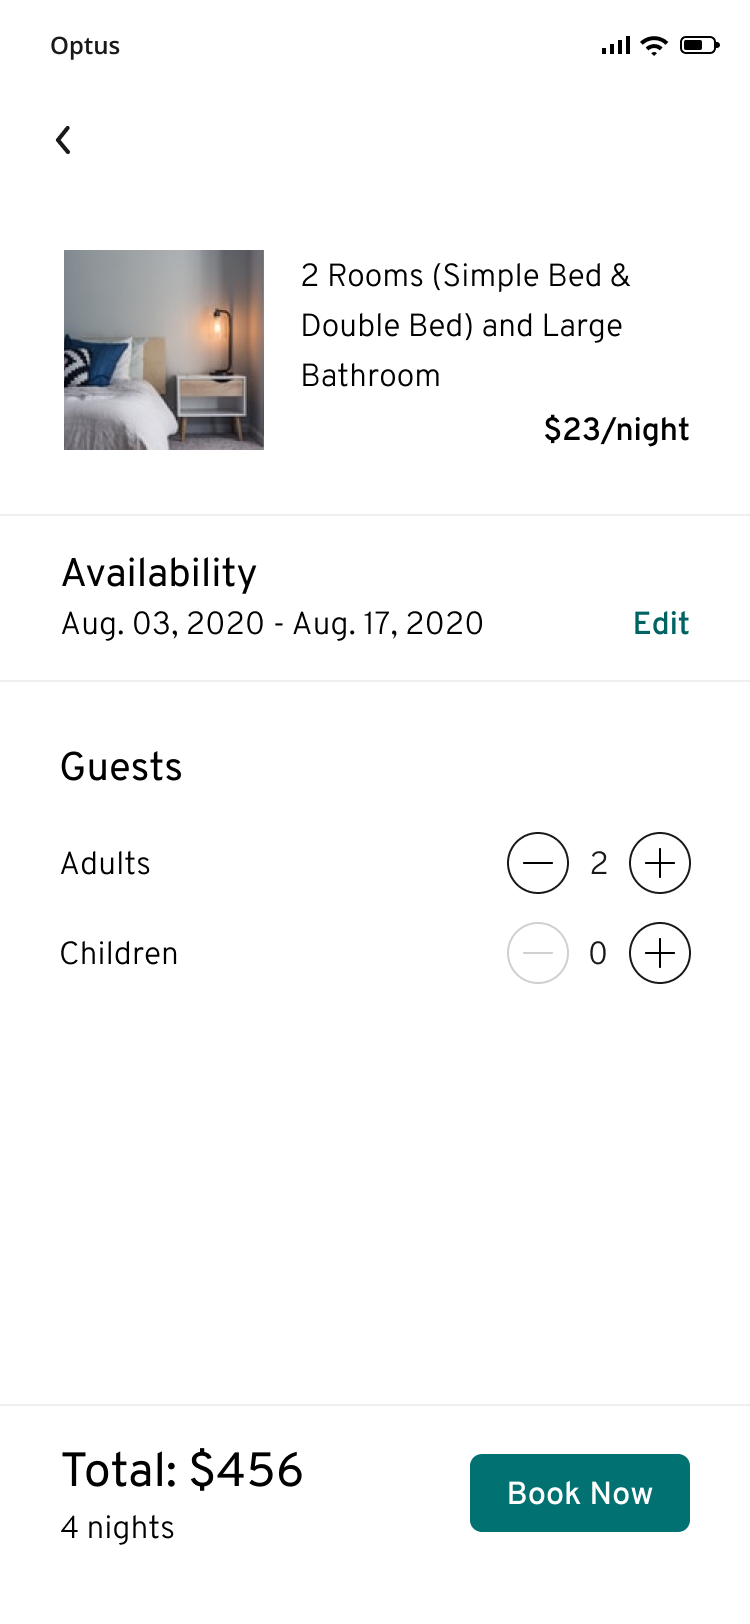 Optus
2 Rooms (Simple Bed &
Double Bed) and Large
Bathroom
$23/night
Availability
Aug. 03, 2020 - Aug. 17, 2020
Edit
Guests
Adults
2
Children
0
Total: $456
4 nights
Book Now